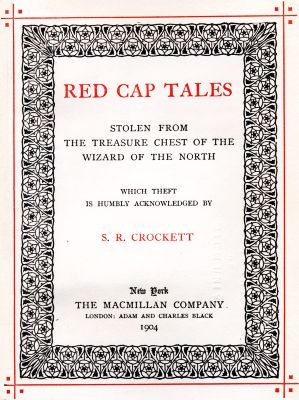 RED CAP TALES
STOLEN FROM
THE TREASURE CHEST OF THE
WIZARD OF THE NORTH
WHICH THEFT
IS HUMBLY ACKNOWLEDGED BY
S. R. CROCKETT
New York
THE MACMILLAN COMPANY
LONDON: ADAM AND CHARLES BLACK
1904